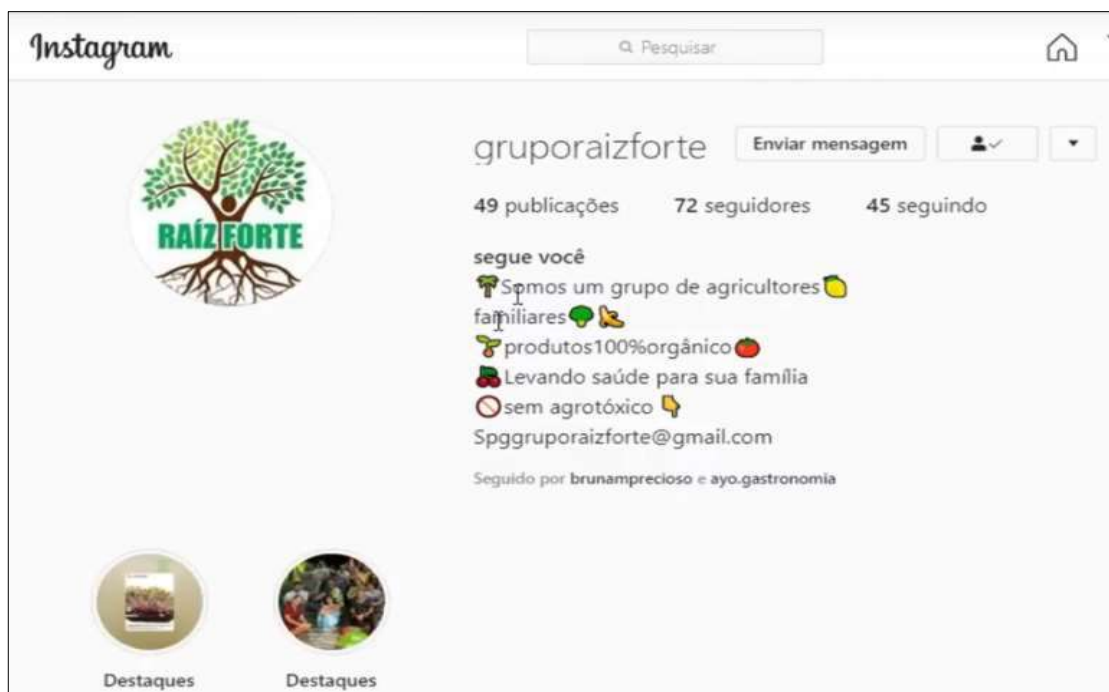 Instagram
Pesquisar
RAÍZ FORTE
gruporaizforte
Enviar mensagem
49 publicações 72 seguidores 45 seguindo
segue você
🌴Somos um grupo de agricultores🍋
familiares🥦🍌
🌱produtos100%orgânico🍅
🍒Levando saúde para sua família
🚫sem agrotóxico 👇
Spggruporaizforte@gmail.com
Seguido por brunamprecioso e ayo.gastronomia
Destaques Destaques